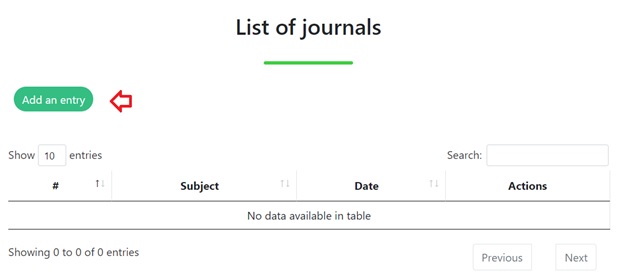 List of journals
Add an entry
Show 10 entries Search:
# Subject Date Actions
No data available in table
Showing 0 to 0 of 0 entries Previous Next